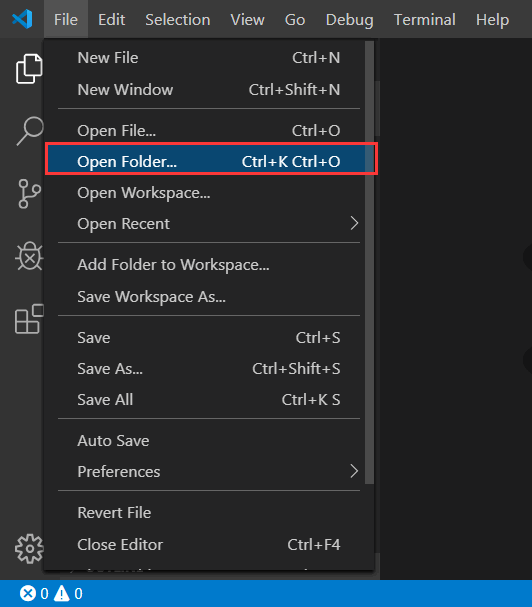 File Edit Selection View Go Debug Terminal Help
New File Ctrl+N
New Window Ctrl+Shift+N
Open File... Ctrl+O
Open Folder... Ctrl+K Ctrl+O
Open Workspace...
Open Recent
Add Folder to Workspace...
Save Workspace As...
Save Ctrl+S
Save As... Ctrl+Shift+S
Save All Ctrl+K S
Auto Save
Preferences
Revert File
Close Editor Ctrl+F4
0 0